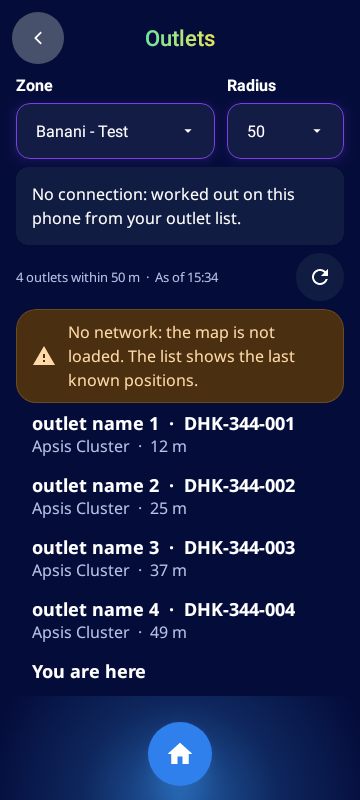 Outlets
Zone
Radius
Banani - Test
50
No connection: worked out on this
phone from your outlet list.
4 outlets within 50 m · As of 15:34
No network: the map is not
loaded. The list shows the last
known positions.
outlet name 1 · DHK-344-001
Apsis Cluster · 12 m
outlet name 2 · DHK-344-002
Apsis Cluster · 25 m
outlet name 3 · DHK-344-003
Apsis Cluster · 37 m
outlet name 4 · DHK-344-004
Apsis Cluster · 49 m
You are here